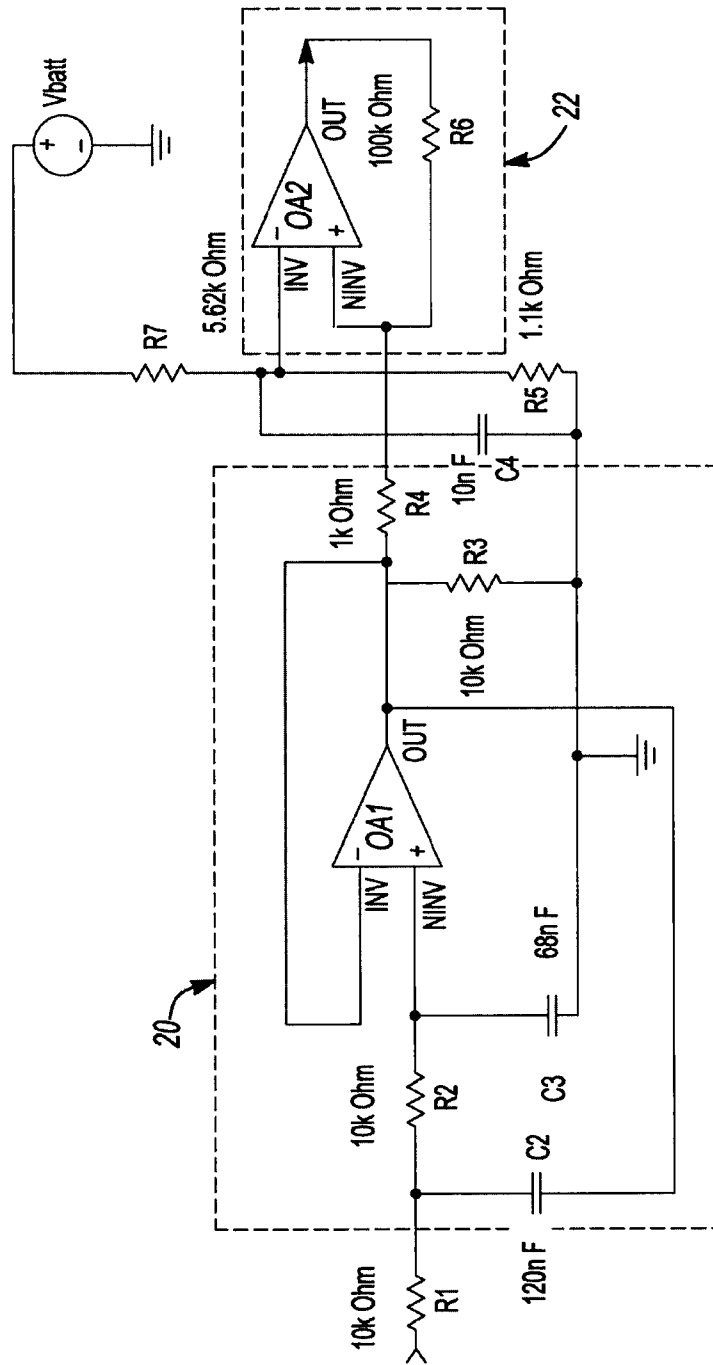 Vbatt
+
-
R7
5.62k Ohm
INV
-
OA2
+
NINV
OUT
100k Ohm
R6
22
1.1k Ohm
R5
10n F
C4
1k Ohm
R4
R3
10k Ohm
20
OUT
OA1
-
+
INV
NINV
68n F
C3
10k Ohm
R2
C2
120n F
10k Ohm
R1